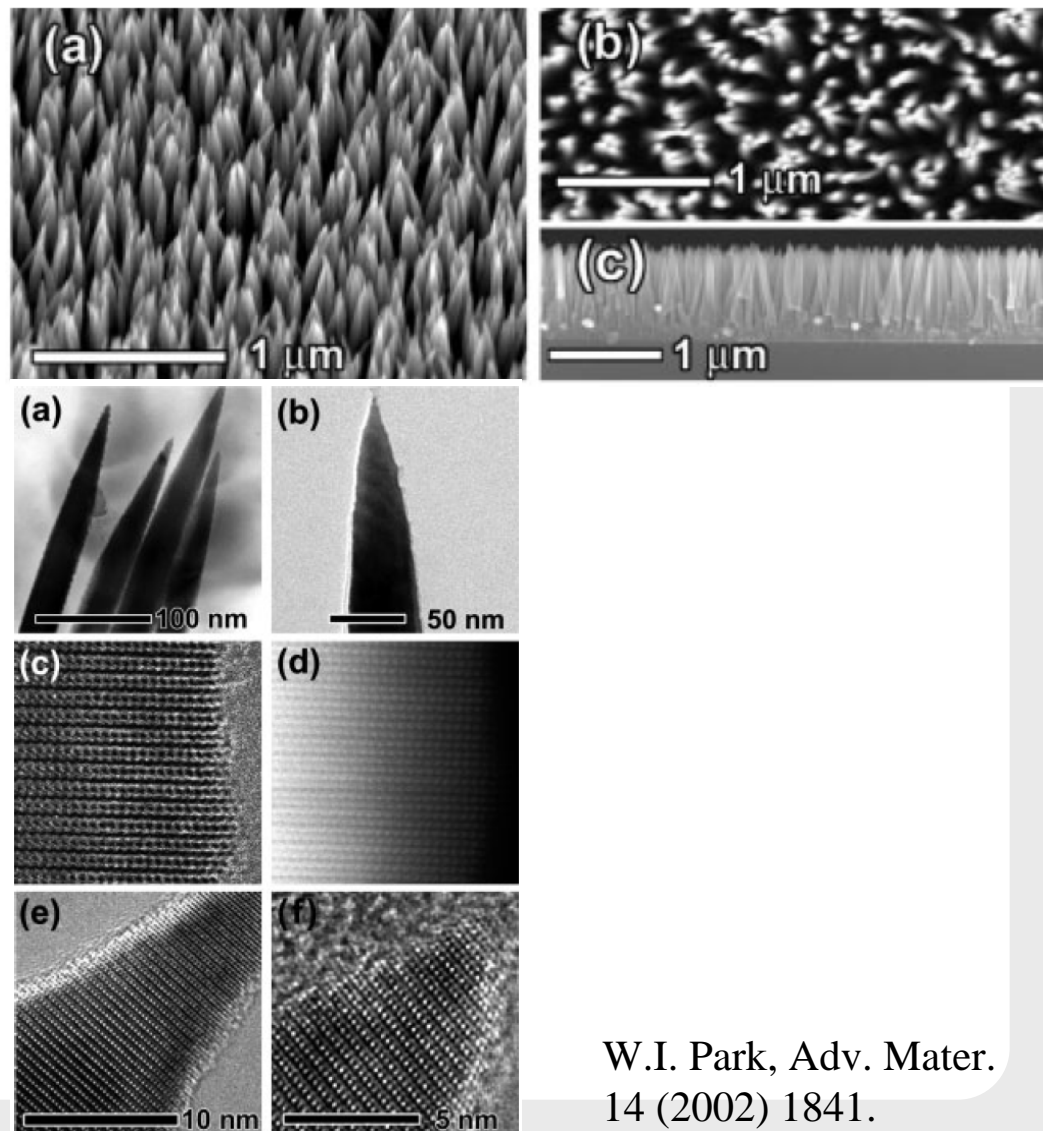 (a)
1 μm
(b)
1 μm
(c)
1 μm
(a)
100 nm
(b)
50 nm
(c)
(d)
(e)
10 nm
(f)
5 nm
W.I. Park, Adv. Mater.
14 (2002) 1841.